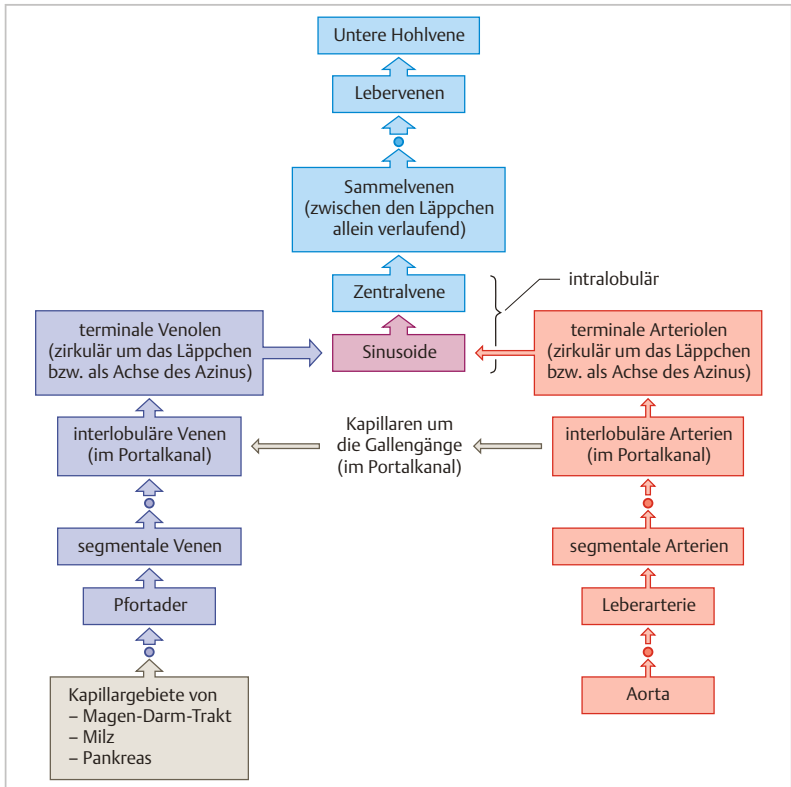 Untere Hohlvene
Lebervenen
Sammelvenen
(zwischen den Läppchen
allein verlaufend)
Zentralvene
intralobulär
terminale Venolen
(zirkulär um das Läppchen
bzw. als Achse des Azinus)
Sinusoide
terminale Arteriolen
(zirkulär um das Läppchen
bzw. als Achse des Azinus)
interlobuläre Venen
(im Portalkanal)
Kapillaren um
die Gallengänge
(im Portalkanal)
interlobuläre Arterien
(im Portalkanal)
segmentale Venen
segmentale Arterien
Pfortader
Leberarterie
Kapillargebiete von
– Magen-Darm-Trakt
– Milz
– Pankreas
Aorta